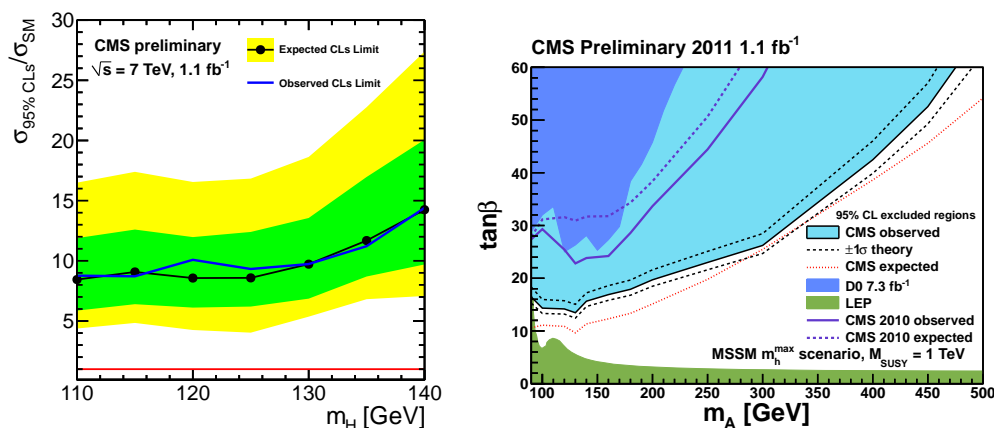 CMS preliminary
√s = 7 TeV, 1.1 fb⁻¹
Expected CLs Limit
Observed CLs Limit
σ95% CLs/σSM
30
25
20
15
10
5
110 120 130 140
m_H [GeV]
CMS Preliminary 2011 1.1 fb⁻¹
tanβ
60
50
40
30
20
10
0
95% CL excluded regions
CMS observed
±1σ theory
CMS expected
D0 7.3 fb⁻¹
LEP
CMS 2010 observed
CMS 2010 expected
MSSM m_h^max scenario, M_SUSY = 1 TeV
100 150 200 250 300 350 400 450 500
m_A [GeV]